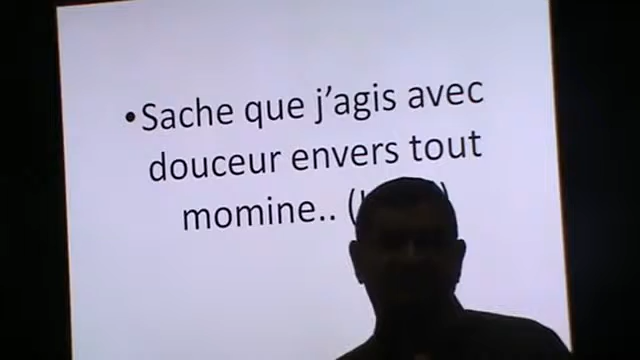 •Sache que j'agis avec
douceur envers tout
momine.. (